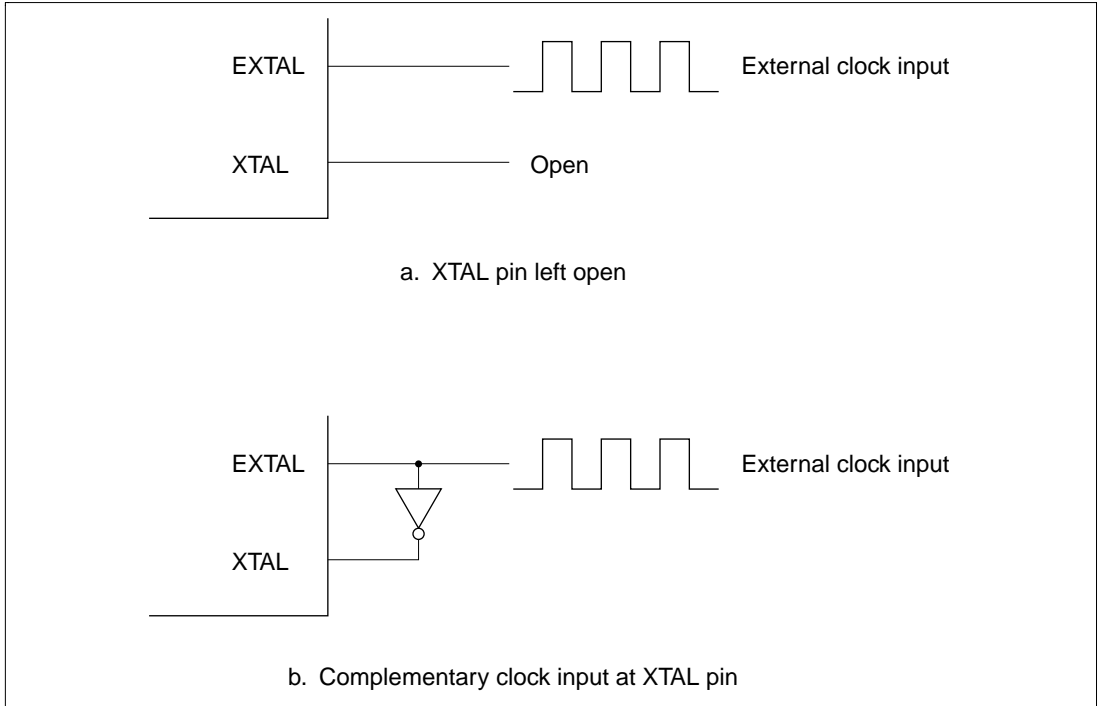 EXTAL
External clock input
XTAL
Open
a. XTAL pin left open
EXTAL
External clock input
XTAL
b. Complementary clock input at XTAL pin